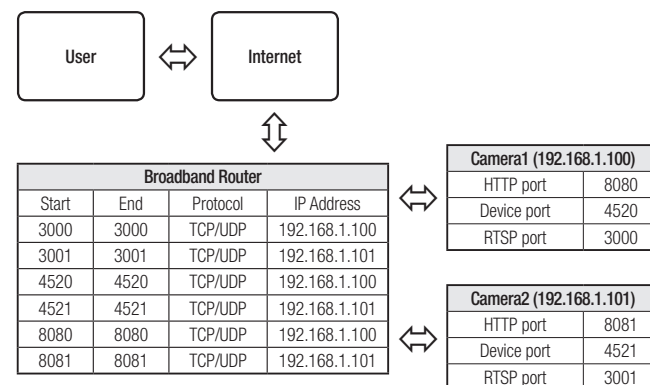 User
Internet
Broadband Router
Start End Protocol IP Address
3000 3000 TCP/UDP 192.168.1.100
3001 3001 TCP/UDP 192.168.1.101
4520 4520 TCP/UDP 192.168.1.100
4521 4521 TCP/UDP 192.168.1.101
8080 8080 TCP/UDP 192.168.1.100
8081 8081 TCP/UDP 192.168.1.101
Camera1 (192.168.1.100)
HTTP port 8080
Device port 4520
RTSP port 3000
Camera2 (192.168.1.101)
HTTP port 8081
Device port 4521
RTSP port 3001